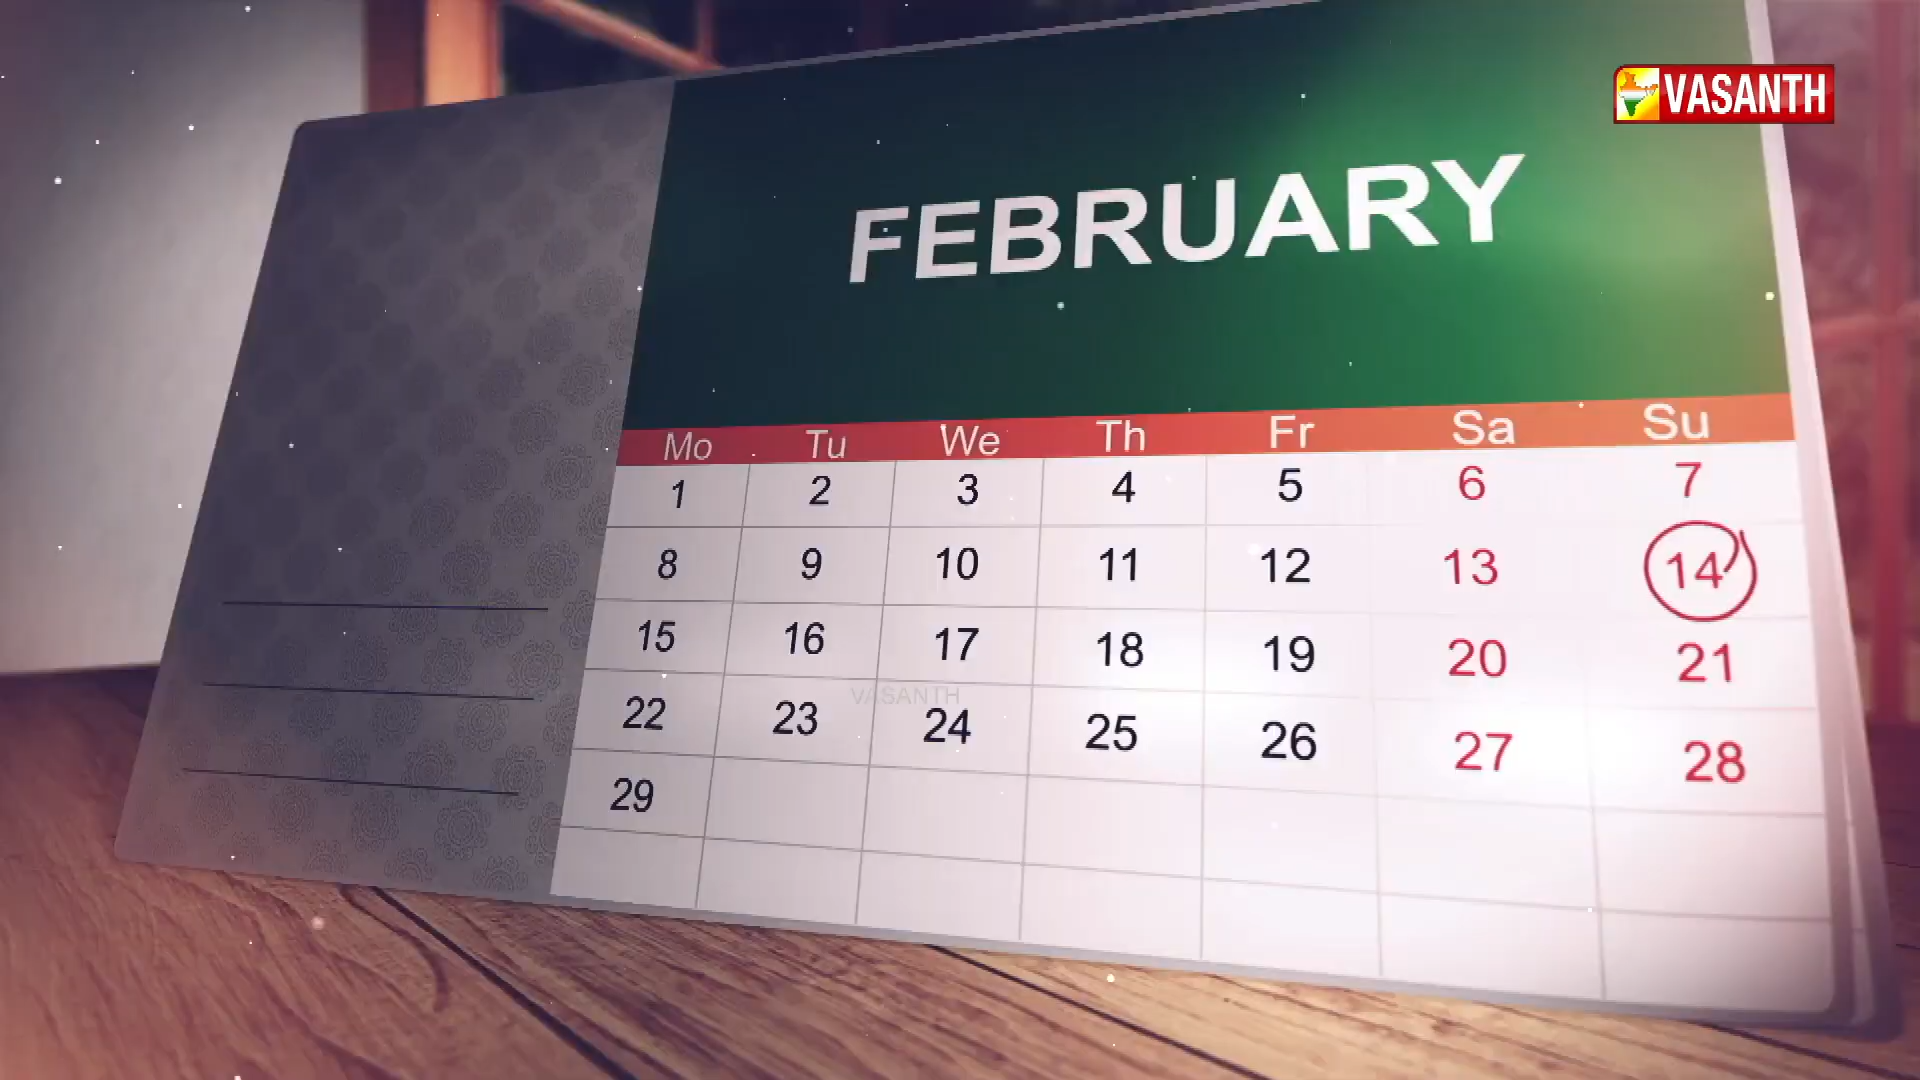 VASANTH
FEBRUARY
Mo Tu We Th Fr Sa Su
1 2 3 4 5 6 7
8 9 10 11 12 13 14
15 16 17 18 19 20 21
VASANTH
22 23 24 25 26 27 28
29